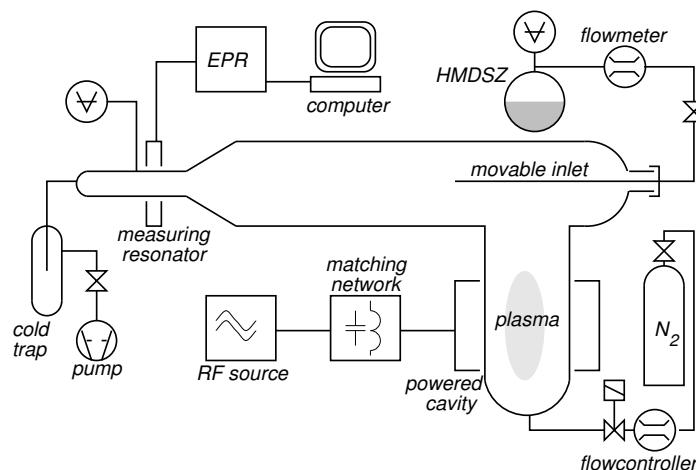 EPR
computer
HMDSZ
flowmeter
movable inlet
measuring
resonator
matching
network
cold
trap
pump
RF source
powered
cavity
plasma
N2
flowcontroller